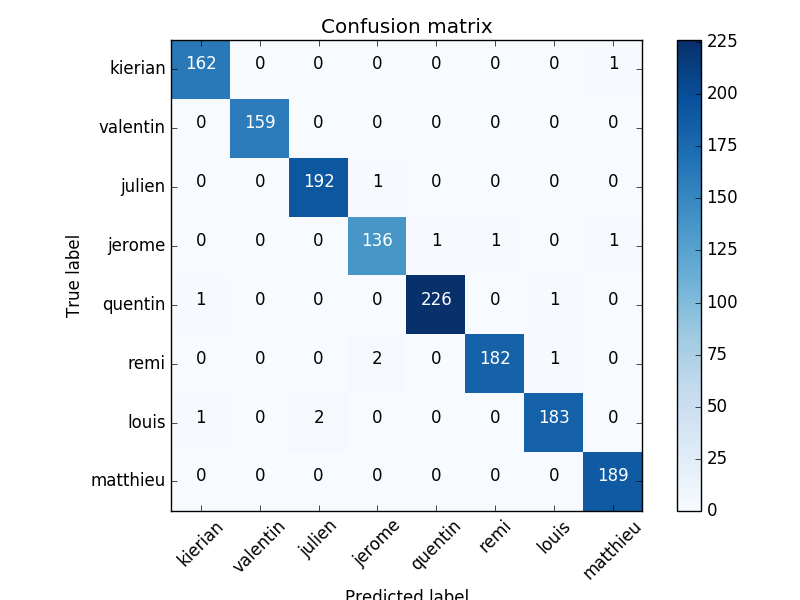 Confusion matrix
kierian 162 0 0 0 0 0 0 1
valentin 0 159 0 0 0 0 0 0
julien 0 0 192 1 0 0 0 0
jerome 0 0 0 136 1 1 0 1
quentin 1 0 0 0 226 0 1 0
remi 0 0 0 2 0 182 1 0
louis 1 0 2 0 0 0 183 0
matthieu 0 0 0 0 0 0 0 189
True label
kierian valentin julien jerome quentin remi louis matthieu
Predicted label
225
200
175
150
125
100
75
50
25
0